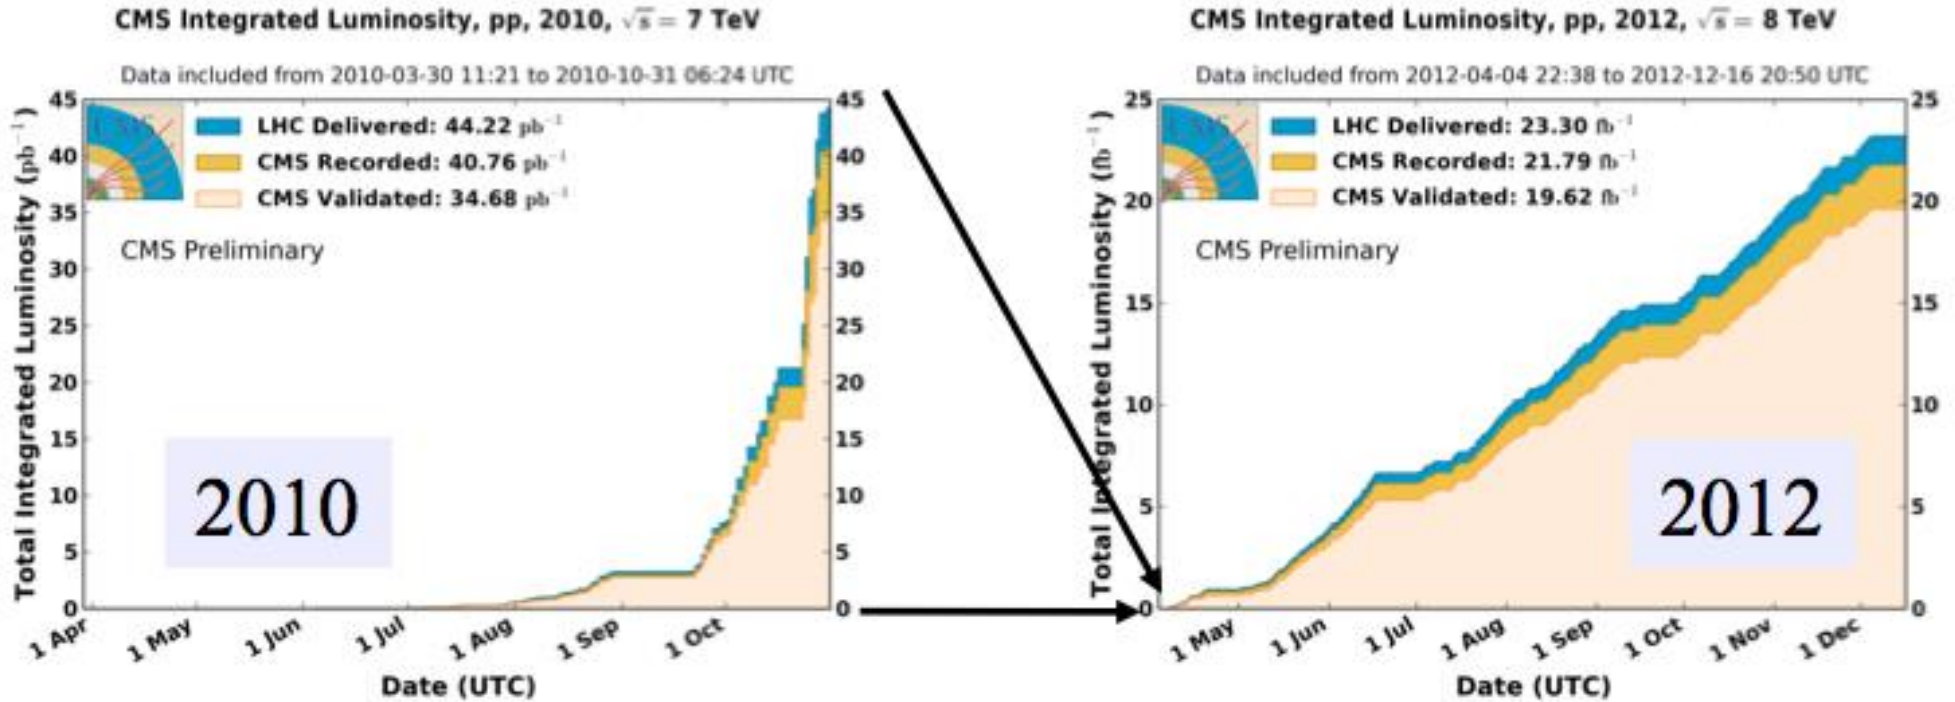 CMS Integrated Luminosity, pp, 2010, √s = 7 TeV
Data included from 2010-03-30 11:21 to 2010-10-31 06:24 UTC
LHC Delivered: 44.22 pb⁻¹
CMS Recorded: 40.76 pb⁻¹
CMS Validated: 34.68 pb⁻¹
CMS Preliminary
2010
Total Integrated Luminosity (pb⁻¹)
45
40
35
30
25
20
15
10
5
0
45
40
35
30
25
20
15
10
5
0
1 Apr
1 May
1 Jun
1 Jul
1 Aug
1 Sep
1 Oct
Date (UTC)
CMS Integrated Luminosity, pp, 2012, √s = 8 TeV
Data included from 2012-04-04 22:38 to 2012-12-16 20:50 UTC
LHC Delivered: 23.30 fb⁻¹
CMS Recorded: 21.79 fb⁻¹
CMS Validated: 19.62 fb⁻¹
CMS Preliminary
2012
Total Integrated Luminosity (fb⁻¹)
25
20
15
10
5
0
25
20
15
10
5
0
1 May
1 Jun
1 Jul
1 Aug
1 Sep
1 Oct
1 Nov
1 Dec
Date (UTC)